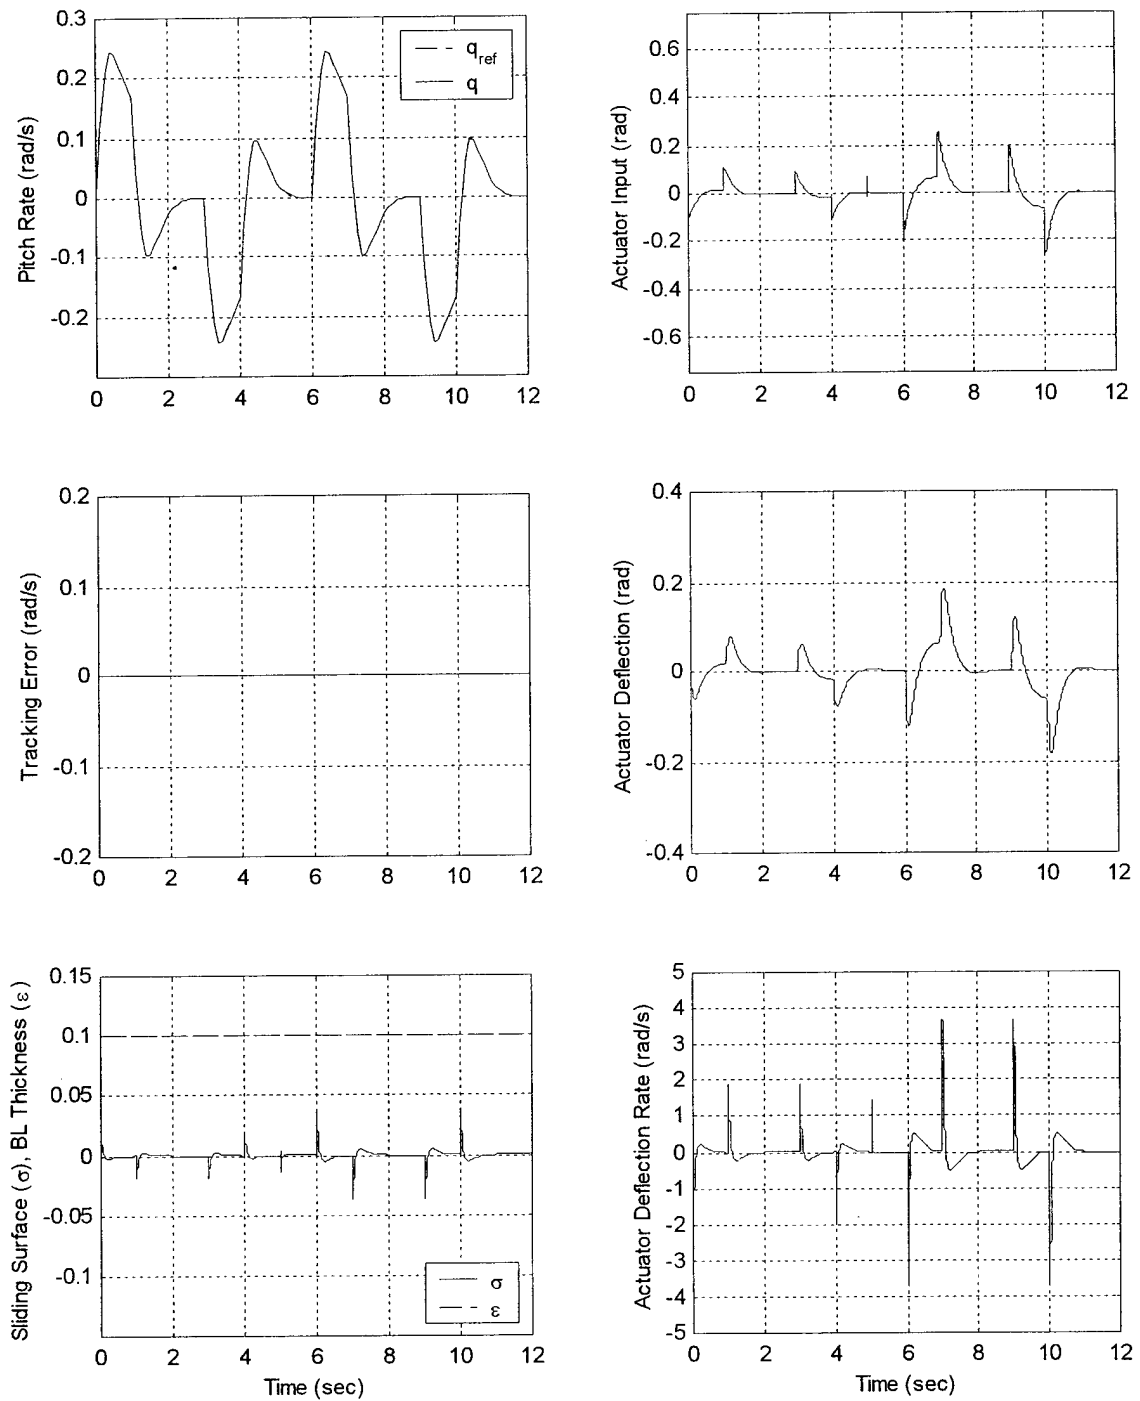 0.3
0.2
0.1
0
-0.1
-0.2
Pitch Rate (rad/s)
q_ref
q
0 2 4 6 8 10 12
0.6
0.4
0.2
0
-0.2
-0.4
-0.6
Actuator Input (rad)
0 2 4 6 8 10 12
0.2
0.1
0
-0.1
-0.2
Tracking Error (rad/s)
0 2 4 6 8 10 12
0.4
0.2
0
-0.2
-0.4
Actuator Deflection (rad)
0 2 4 6 8 10 12
0.15
0.1
0.05
0
-0.05
-0.1
Sliding Surface (σ), BL Thickness (ε)
σ
ε
0 2 4 6 8 10 12
Time (sec)
5
4
3
2
1
0
-1
-2
-3
-4
-5
Actuator Deflection Rate (rad/s)
0 2 4 6 8 10 12
Time (sec)